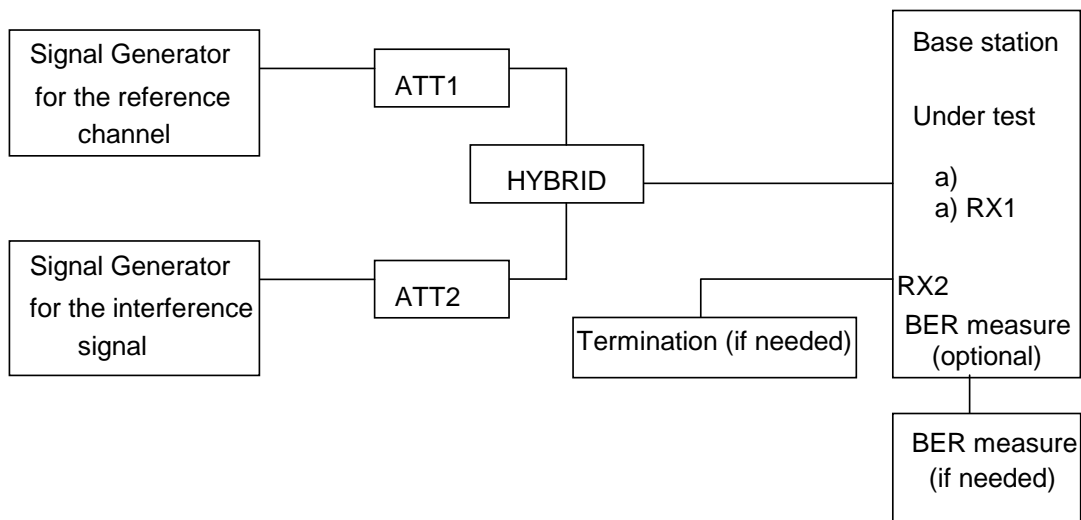 Signal Generator
for the reference
channel
ATT1
HYBRID
Signal Generator
for the interference
signal
ATT2
Termination (if needed)
Base station
Under test
a)
a) RX1
RX2
BER measure
(optional)
BER measure
(if needed)